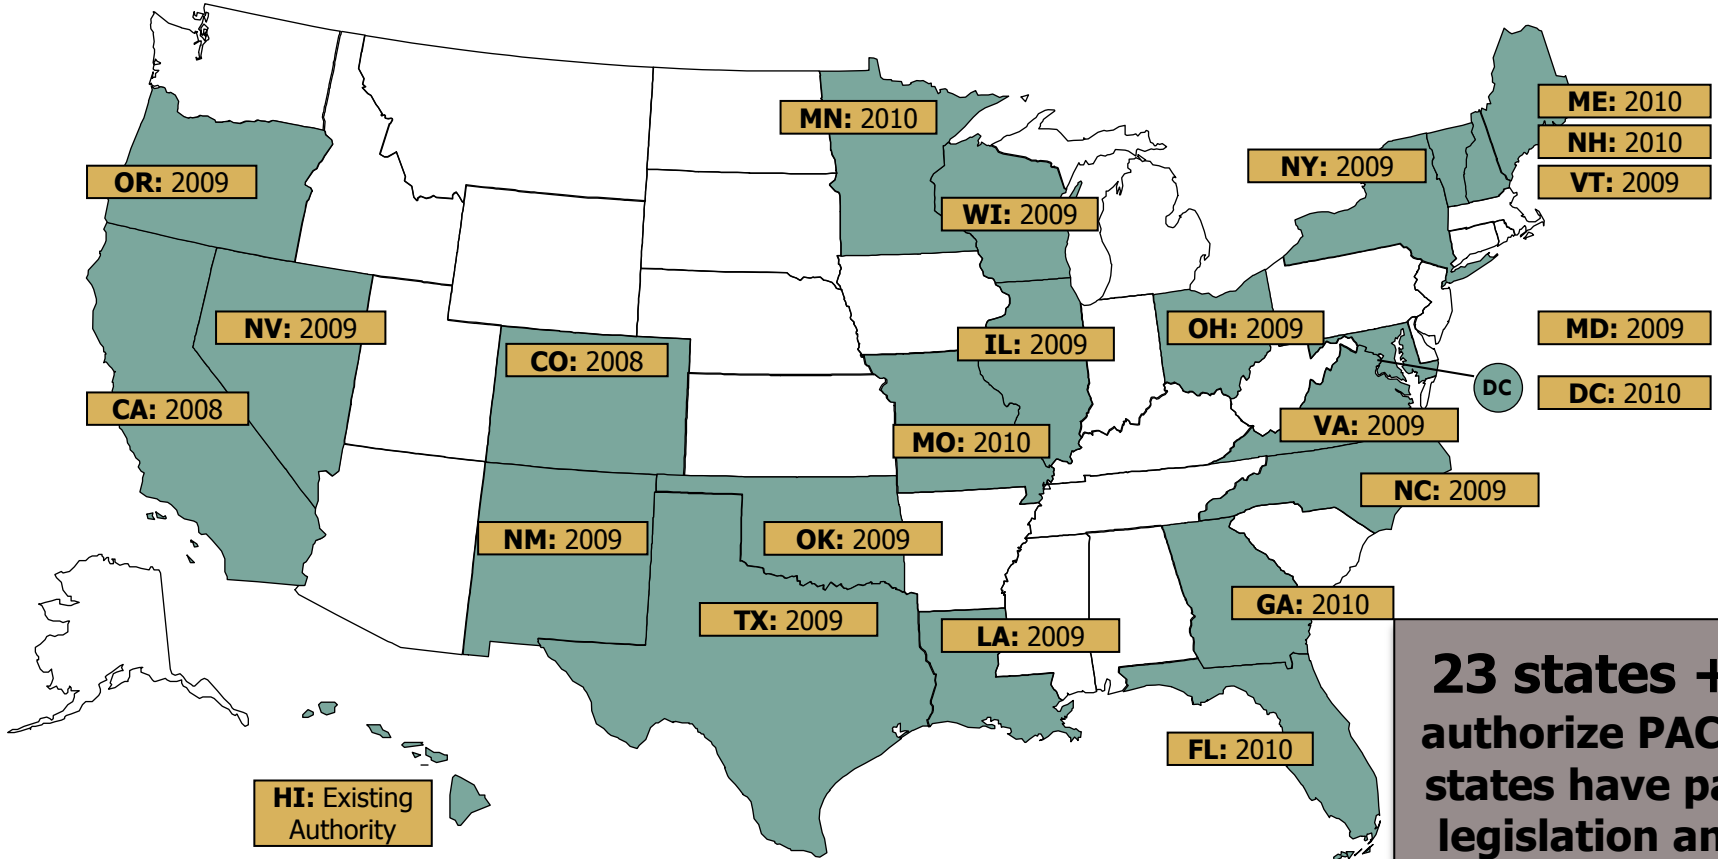 MN: 2010
ME: 2010
NH: 2010
NY: 2009
VT: 2009
OR: 2009
WI: 2009
NV: 2009
IL: 2009
OH: 2009
MD: 2009
CO: 2008
DC
DC: 2010
CA: 2008
VA: 2009
MO: 2010
NC: 2009
NM: 2009
OK: 2009
GA: 2010
TX: 2009
LA: 2009
FL: 2010
HI: Existing
Authority
23 states +
authorize PAC
states have pa
legislation an